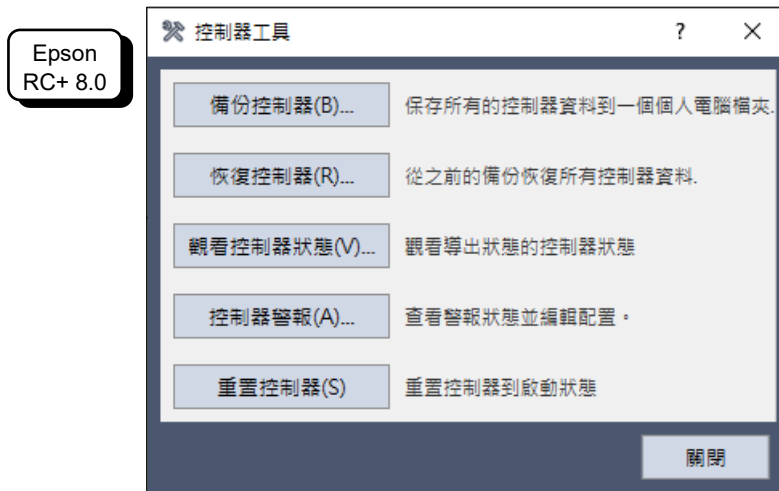 Epson
RC+ 8.0
控制器工具
?
備份控制器(B)...
保存所有的控制器資料到一個個人電腦檔夾.
恢復控制器(R)...
從之前的備份恢復所有控制器資料.
觀看控制器狀態(V)...
觀看導出狀態的控制器狀態
控制器警報(A)...
查看警報狀態並編輯配置。
重置控制器(S)
重置控制器到啟動狀態
關閉